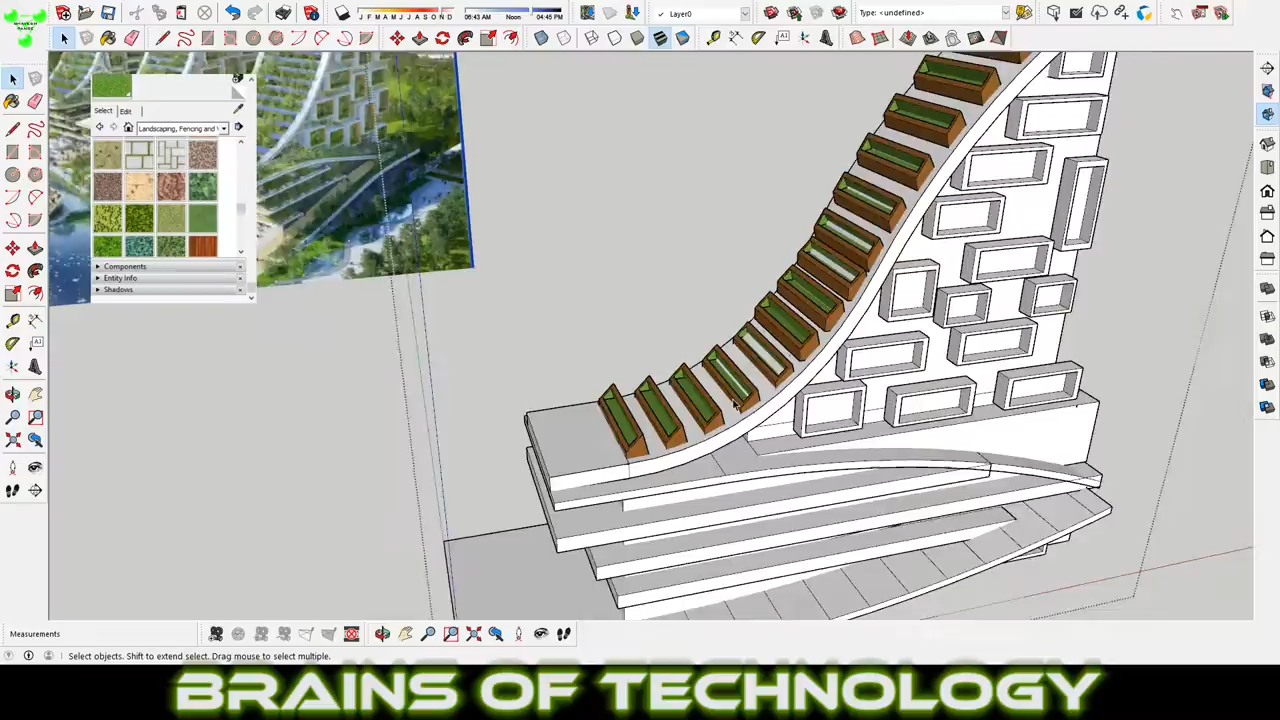 J F M A M J J A S O N D
06:43 AM
Noon
04:45 PM
Layer0
Type: <undefined>
Select
Edit
Landscaping, Fencing and
Components
Entity Info
Shadows
Measurements
Select objects. Shift to extend select. Drag mouse to select multiple.
BRAINS OF TECHNOLOGY